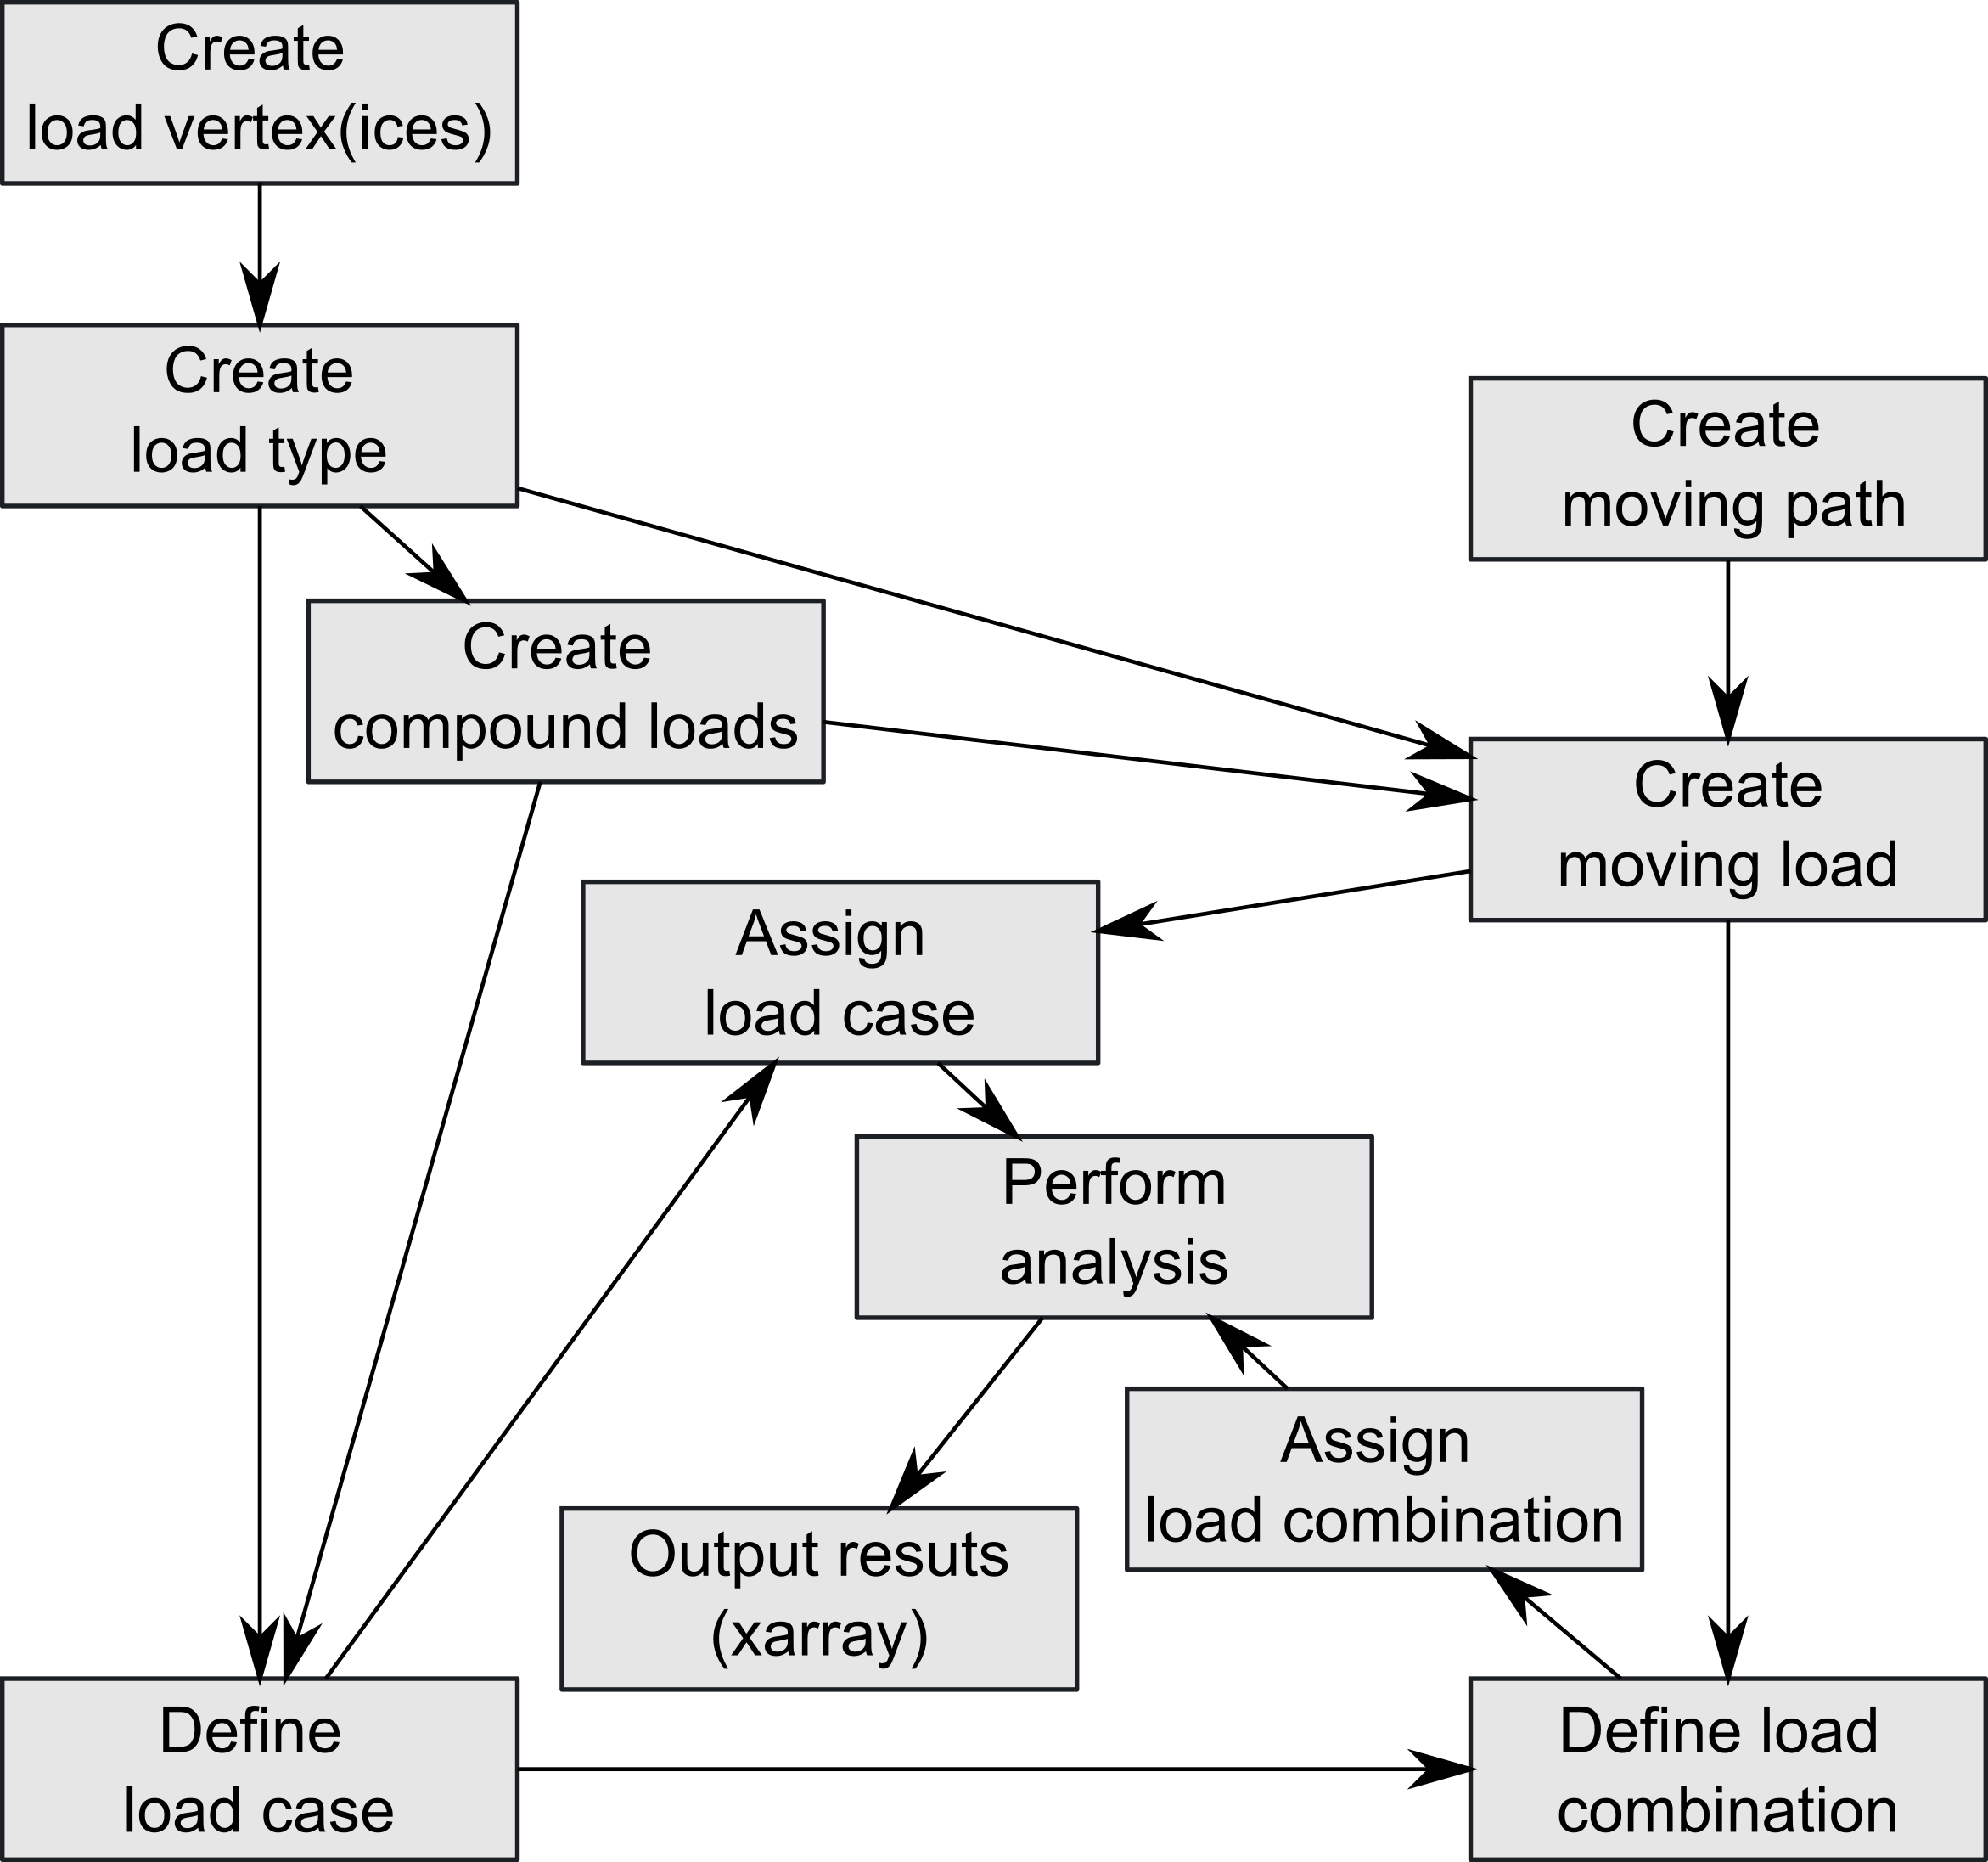 Create
load vertex(ices)
Create
load type
Create
moving path
Create
compound loads
Create
moving load
Assign
load case
Perform
analysis
Assign
load combination
Output resuts
(xarray)
Define
load case
Define load
combination